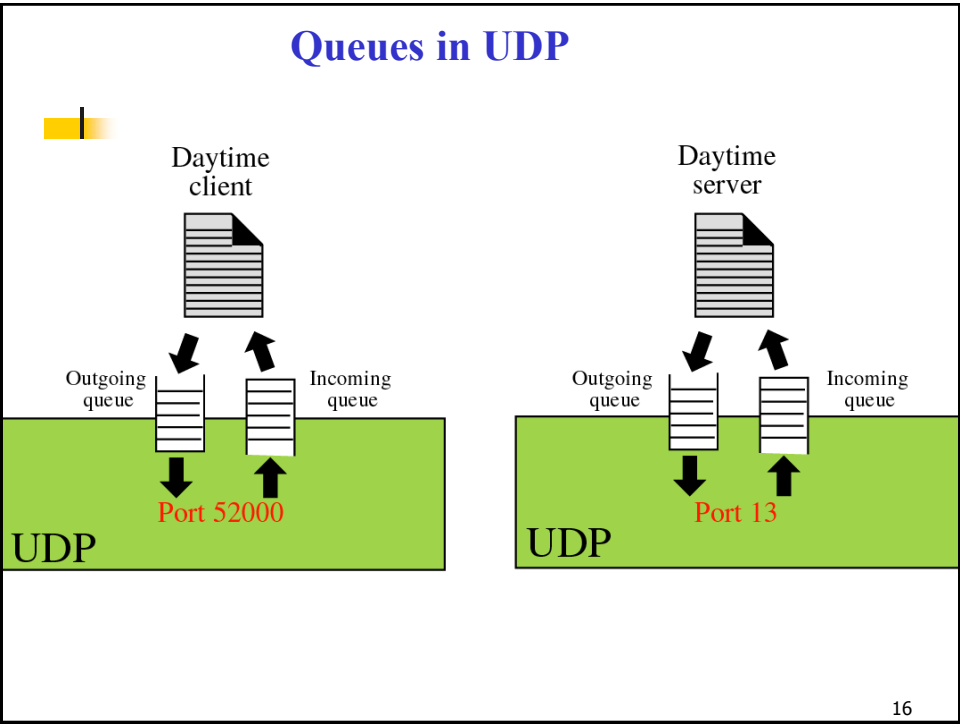 Queues in UDP
Daytime
client
Daytime
server
Outgoing
queue
Incoming
queue
Outgoing
queue
Incoming
queue
Port 52000
UDP
Port 13
UDP
16